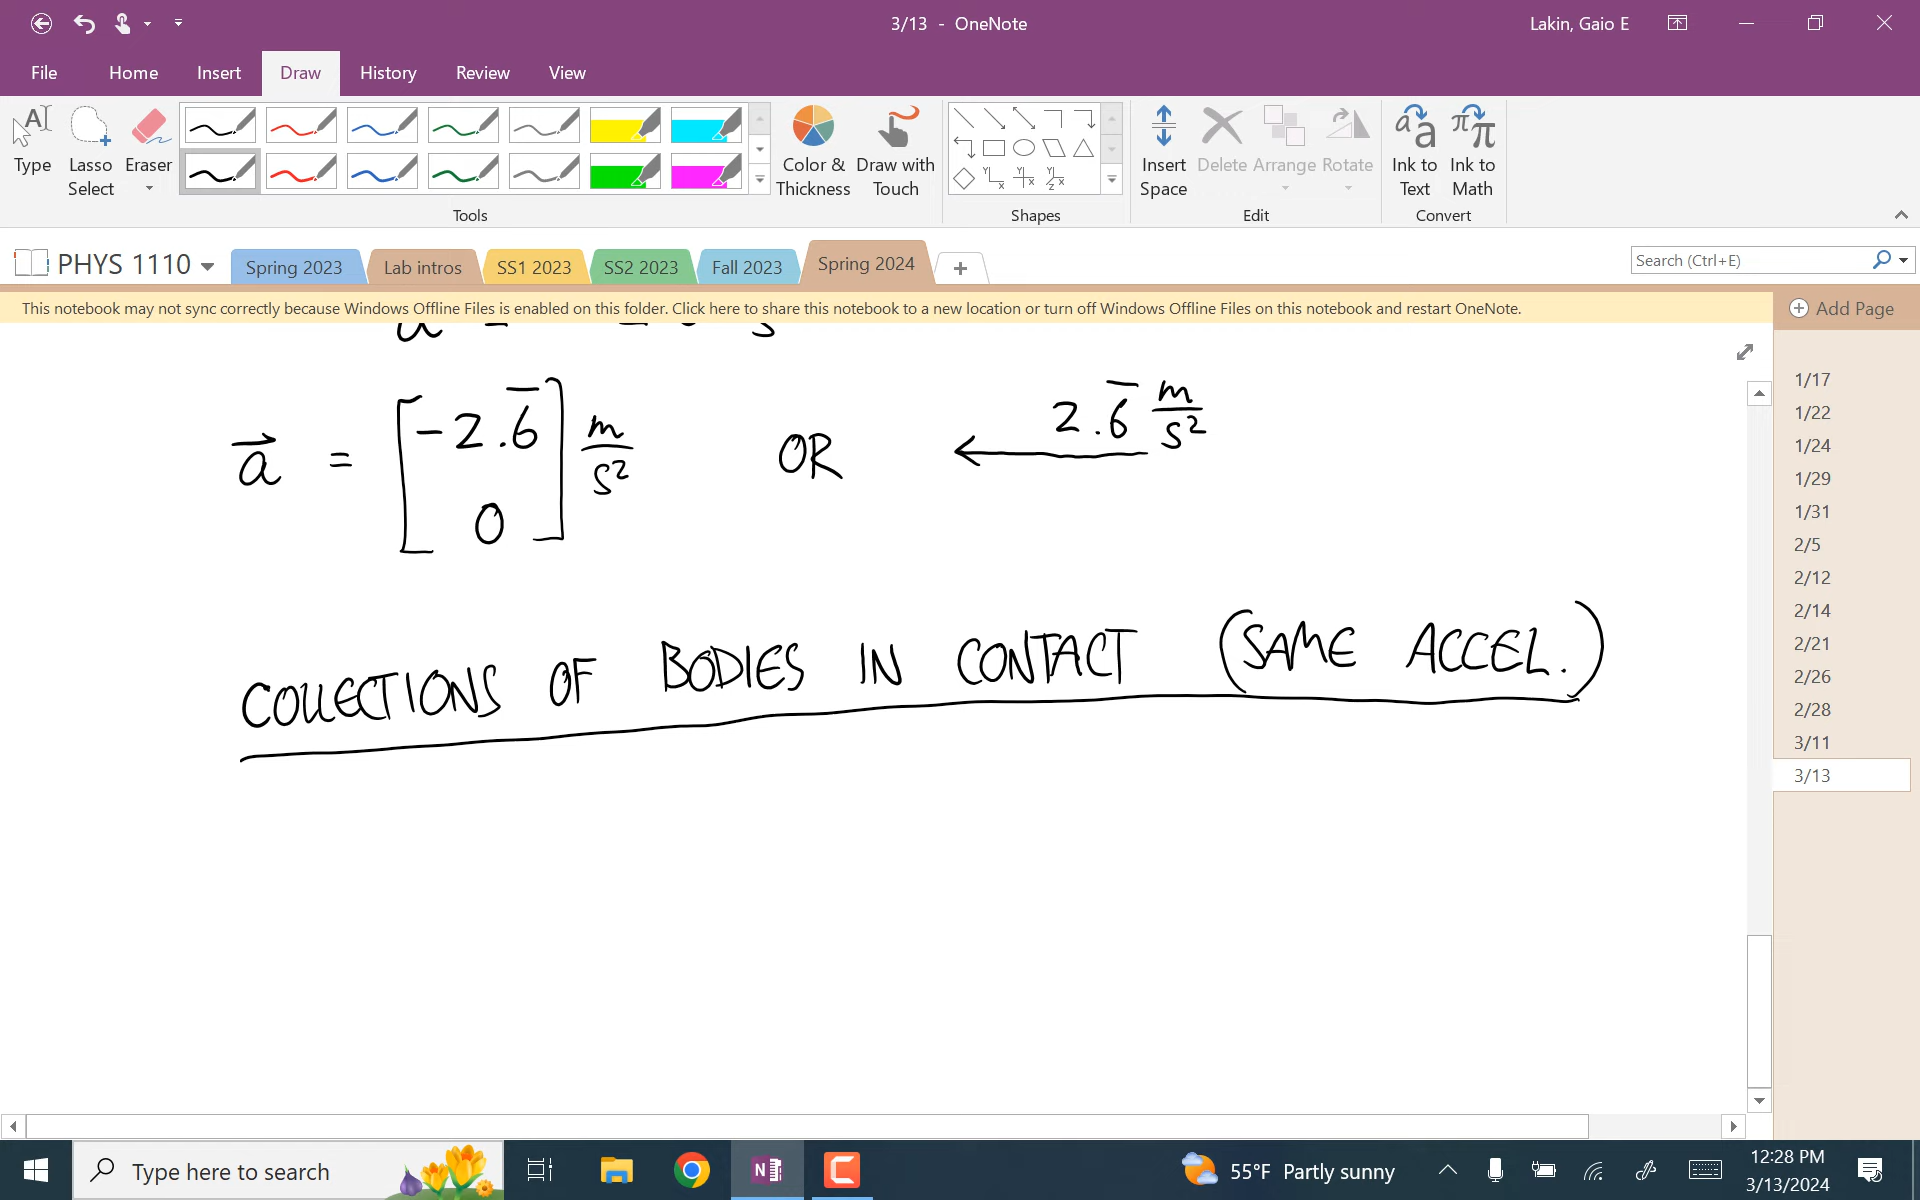 3/13 - OneNote
Lakin, Gaio E
File Home Insert Draw History Review View
Type
Lasso Select
Eraser
Color & Thickness
Draw with Touch
Insert Space
Delete Arrange Rotate
Ink to Text
Ink to Math
Tools Shapes Edit Convert
PHYS 1110 Spring 2023 Lab intros SS1 2023 SS2 2023 Fall 2023 Spring 2024 +
Search (Ctrl+E)
This notebook may not sync correctly because Windows Offline Files is enabled on this folder. Click here to share this notebook to a new location or turn off Windows Offline Files on this notebook and restart OneNote.
Add Page
1/17
1/22
1/24
1/29
1/31
2/5
2/12
2/14
2/21
2/26
2/28
3/11
3/13
a⃗ = [-2.6̅ 0] m/s² OR ← 2.6̅ m/s²
COLLECTIONS OF BODIES IN CONTACT (SAME ACCEL.)
Type here to search
55°F Partly sunny
12:28 PM
3/13/2024